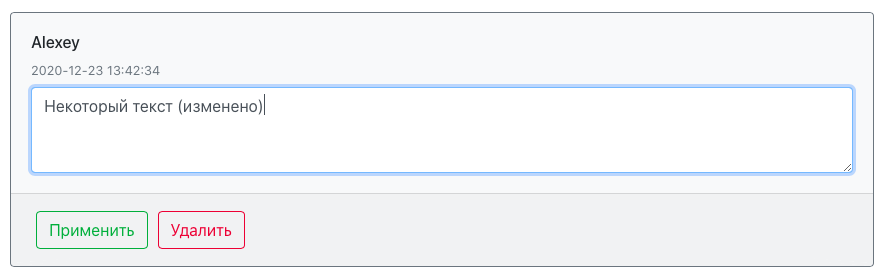 Alexey
2020-12-23 13:42:34
Некоторый текст (изменено)
Применить Удалить